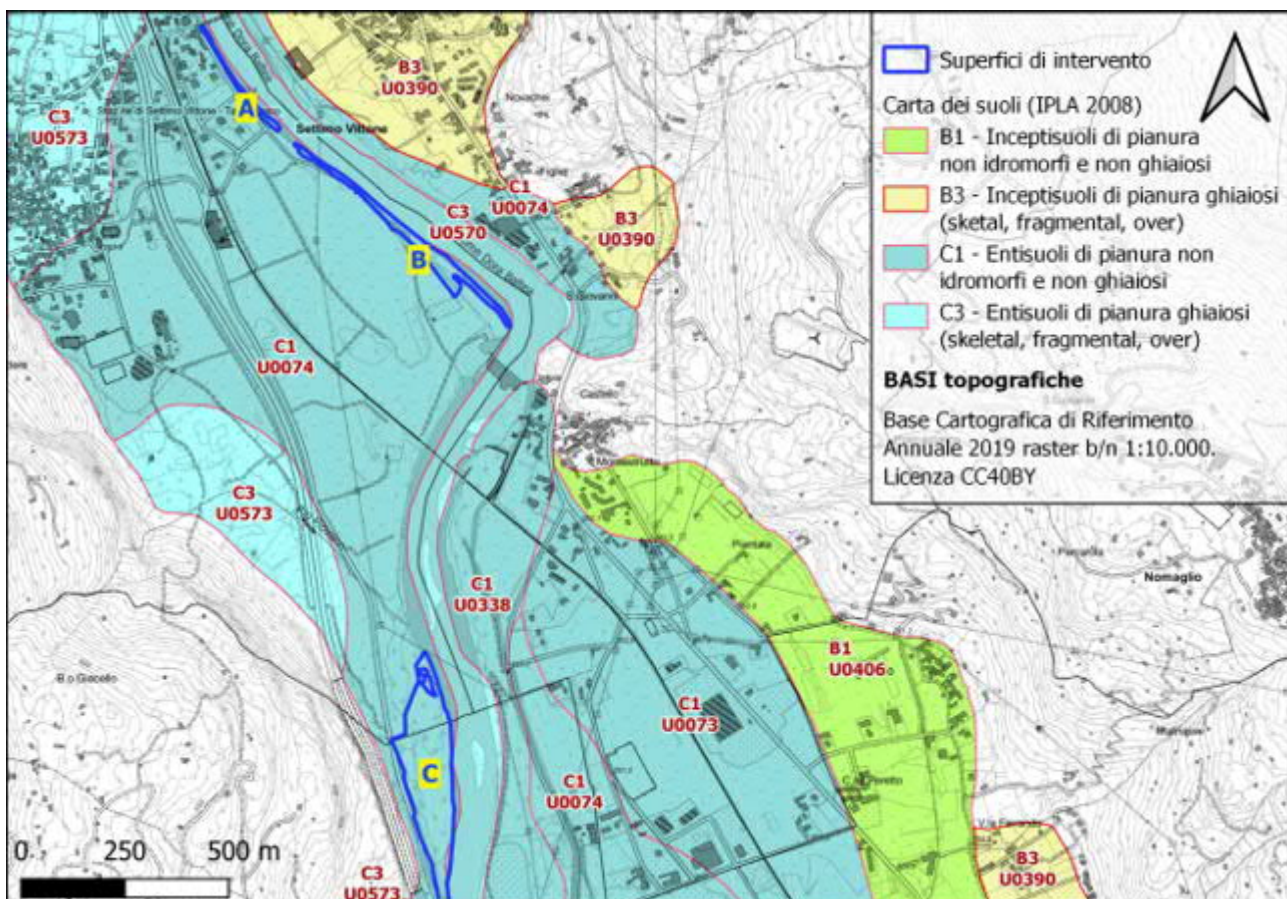 Superfici di intervento
Carta dei suoli (IPLA 2008)
B1 - Inceptisuoli di pianura
non idromorfi e non ghiaiosi
B3 - Inceptisuoli di pianura ghiaiosi
(sketal, fragmental, over)
C1 - Entisuoli di pianura non
idromorfi e non ghiaiosi
C3 - Entisuoli di pianura ghiaiosi
(skeletal, fragmental, over)
BASI topografiche
Base Cartografica di Riferimento
Annuale 2019 raster b/n 1:10.000.
Licenza CC40BY
B3
U0390
C3
U0573
A
Settimo Vittone
C1
U0074
C3
U0570
B3
U0390
B
S.Giovanni
C1
U0074
Castello
C3
U0573
Nomaglio
C1
U0338
B1
U0406
B.o Giacello
C1
U0073
C
C1
U0074
0 250 500 m
C3
U0573
B3
U0390